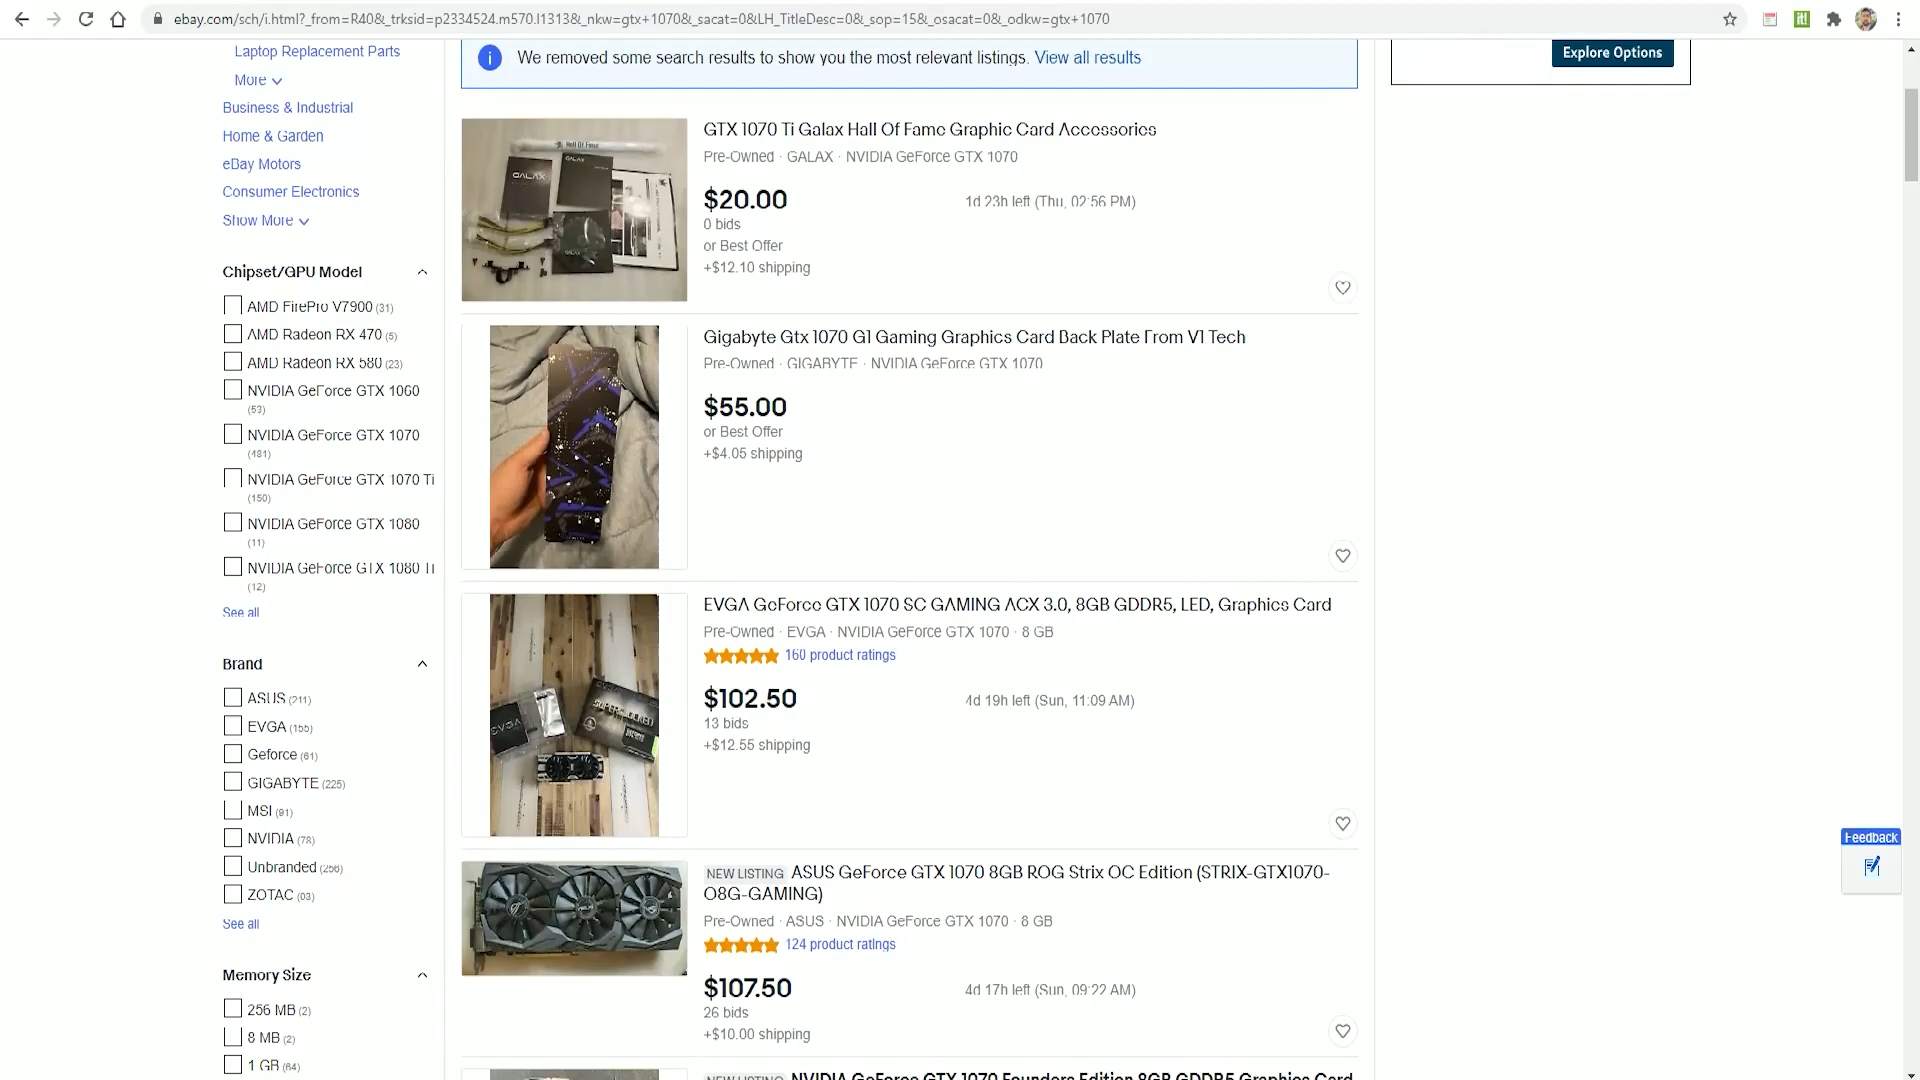 ebay.com/sch/i.html?_from=R40&_trksid=p2334524.m570.l1313&_nkw=gtx+1070&_sacat=0&LH_TitleDesc=0&_sop=15&_osacat=0&_odkw=gtx+1070
Laptop Replacement Parts
More
Business & Industrial
Home & Garden
eBay Motors
Consumer Electronics
Show More
Chipset/GPU Model
AMD FirePro V7900 (31)
AMD Radeon RX 470 (5)
AMD Radeon RX 580 (23)
NVIDIA GeForce GTX 1060
(53)
NVIDIA GeForce GTX 1070
(481)
NVIDIA GeForce GTX 1070 Ti
(150)
NVIDIA GeForce GTX 1080
(11)
NVIDIA GeForce GTX 1080 Ti
(12)
See all
Brand
ASUS (211)
EVGA (155)
Geforce (61)
GIGABYTE (225)
MSI (91)
NVIDIA (78)
Unbranded (256)
ZOTAC (03)
See all
Memory Size
256 MB (2)
8 MB (2)
1 GB (64)
We removed some search results to show you the most relevant listings. View all results
GTX 1070 Ti Galax Hall Of Fame Graphic Card Accessories
Pre-Owned · GALAX · NVIDIA GeForce GTX 1070
$20.00
1d 23h left (Thu, 02:56 PM)
0 bids
or Best Offer
+$12.10 shipping
Hall Of Fame
GALAX
GALAX
GALAX
Gigabyte Gtx 1070 G1 Gaming Graphics Card Back Plate From V1 Tech
Pre-Owned · GIGABYTE · NVIDIA GeForce GTX 1070
$55.00
or Best Offer
+$4.05 shipping
EVGA GeForce GTX 1070 SC GAMING ACX 3.0, 8GB GDDR5, LED, Graphics Card
Pre-Owned · EVGA · NVIDIA GeForce GTX 1070 · 8 GB
160 product ratings
$102.50
4d 19h left (Sun, 11:09 AM)
13 bids
+$12.55 shipping
EVGA
SUPERCLOCKED
NEW LISTING ASUS GeForce GTX 1070 8GB ROG Strix OC Edition (STRIX-GTX1070-
O8G-GAMING)
Pre-Owned · ASUS · NVIDIA GeForce GTX 1070 · 8 GB
124 product ratings
$107.50
4d 17h left (Sun, 09:22 AM)
26 bids
+$10.00 shipping
NEW LISTING NVIDIA GeForce GTX 1070 Founders Edition 8GB GDDR5 Graphics Card
Explore Options
Feedback